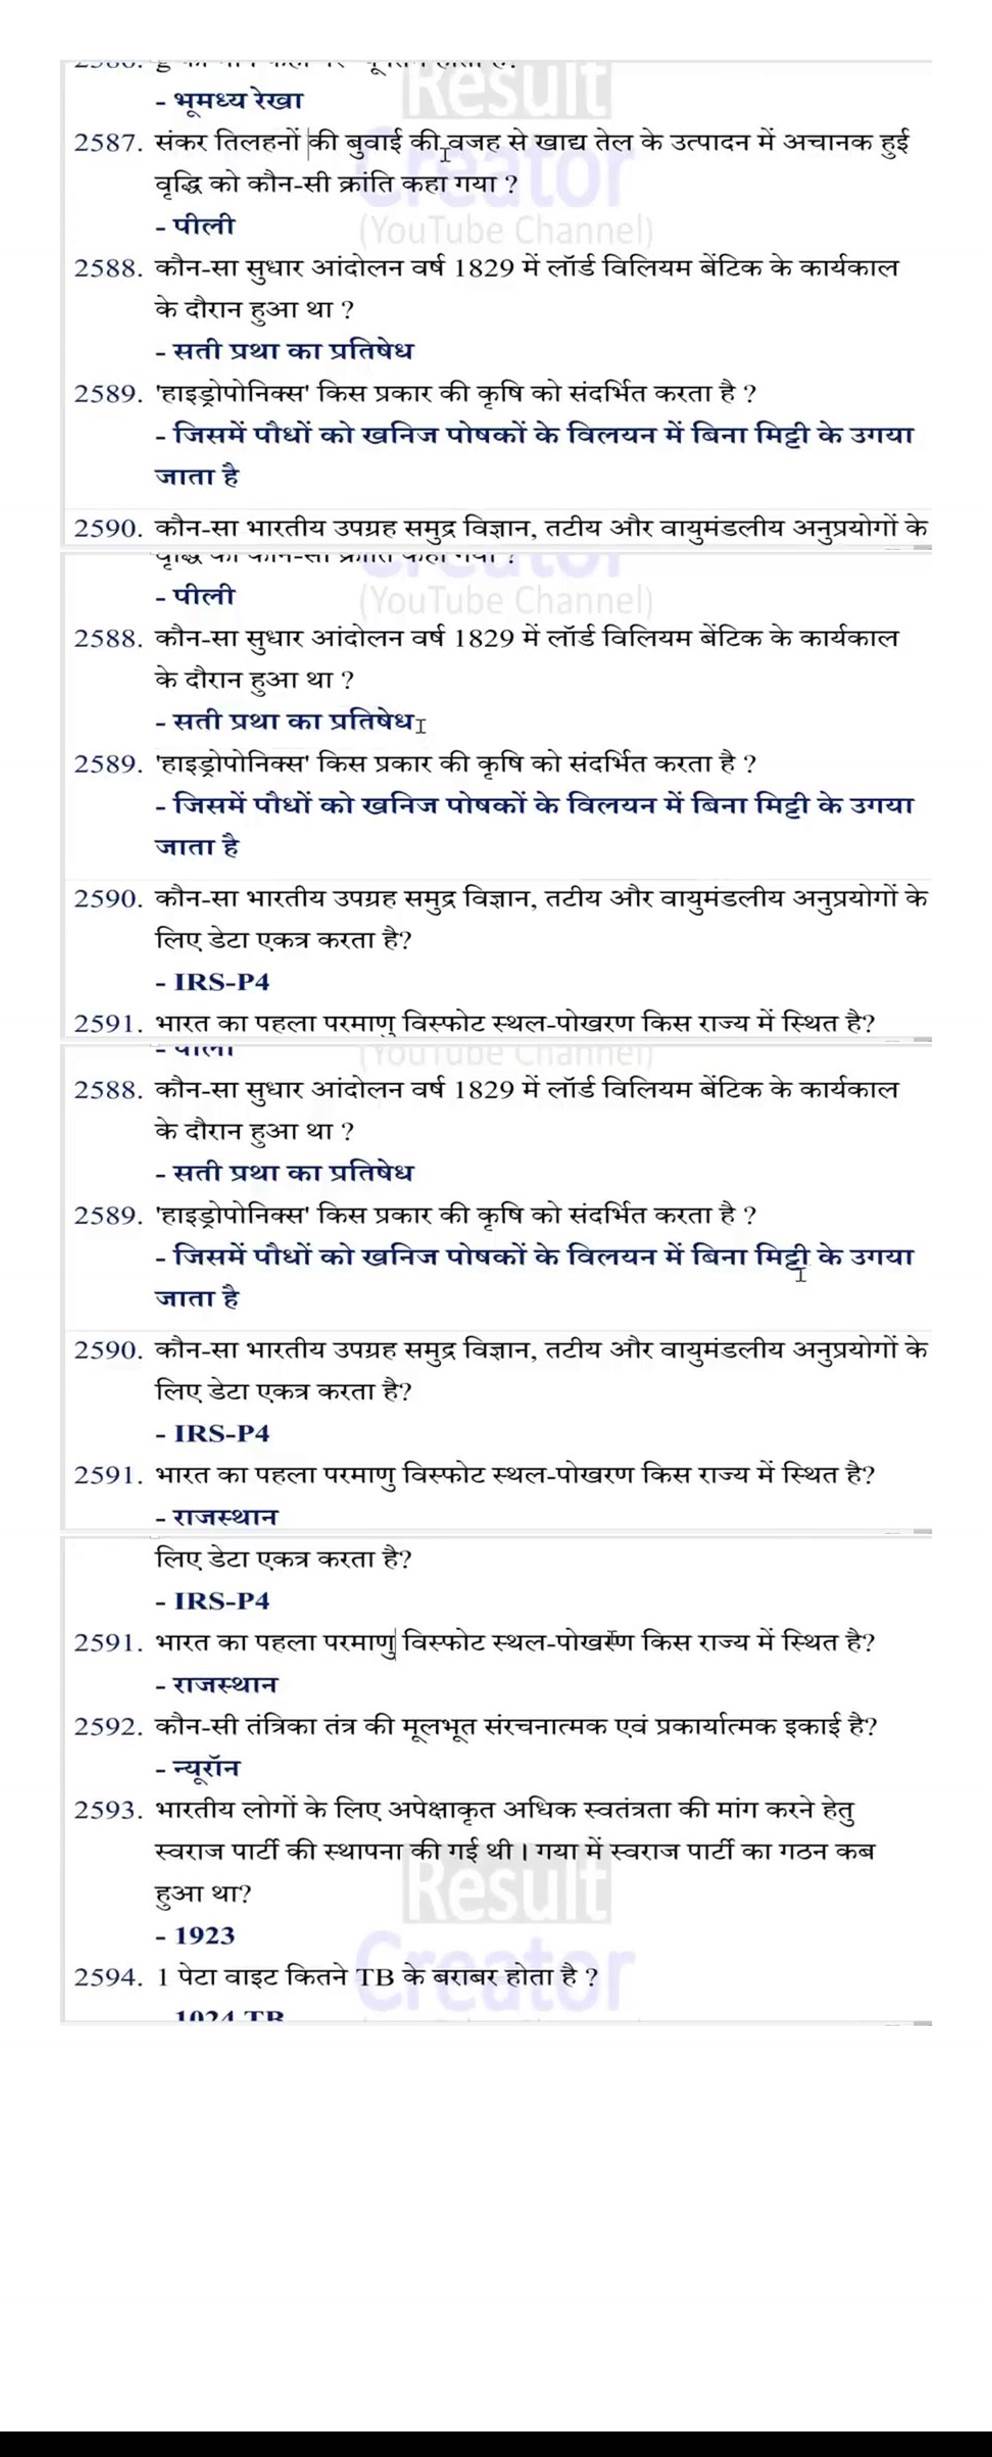 - भूमध्य रेखा
Result
2587. संकर तिलहनों की बुवाई की वजह से खाद्य तेल के उत्पादन में अचानक हुई
Creator
वृद्धि को कौन-सी क्रांति कहा गया ?
- पीली
(YouTube Channel)
2588. कौन-सा सुधार आंदोलन वर्ष 1829 में लॉर्ड विलियम बेंटिक के कार्यकाल
के दौरान हुआ था ?
- सती प्रथा का प्रतिषेध
2589. 'हाइड्रोपोनिक्स' किस प्रकार की कृषि को संदर्भित करता है ?
- जिसमें पौधों को खनिज पोषकों के विलयन में बिना मिट्टी के उगया
जाता है
2590. कौन-सा भारतीय उपग्रह समुद्र विज्ञान, तटीय और वायुमंडलीय अनुप्रयोगों के
वृद्धि को कौन-सी क्रांति कहा गया ?
- पीली
(YouTube Channel)
2588. कौन-सा सुधार आंदोलन वर्ष 1829 में लॉर्ड विलियम बेंटिक के कार्यकाल
के दौरान हुआ था ?
- सती प्रथा का प्रतिषेध
2589. 'हाइड्रोपोनिक्स' किस प्रकार की कृषि को संदर्भित करता है ?
- जिसमें पौधों को खनिज पोषकों के विलयन में बिना मिट्टी के उगया
जाता है
2590. कौन-सा भारतीय उपग्रह समुद्र विज्ञान, तटीय और वायुमंडलीय अनुप्रयोगों के
लिए डेटा एकत्र करता है?
- IRS-P4
2591. भारत का पहला परमाणु विस्फोट स्थल-पोखरण किस राज्य में स्थित है?
- पीली
(YouTube Channel)
2588. कौन-सा सुधार आंदोलन वर्ष 1829 में लॉर्ड विलियम बेंटिक के कार्यकाल
के दौरान हुआ था ?
- सती प्रथा का प्रतिषेध
2589. 'हाइड्रोपोनिक्स' किस प्रकार की कृषि को संदर्भित करता है ?
- जिसमें पौधों को खनिज पोषकों के विलयन में बिना मिट्टी के उगया
जाता है
2590. कौन-सा भारतीय उपग्रह समुद्र विज्ञान, तटीय और वायुमंडलीय अनुप्रयोगों के
लिए डेटा एकत्र करता है?
- IRS-P4
2591. भारत का पहला परमाणु विस्फोट स्थल-पोखरण किस राज्य में स्थित है?
- राजस्थान
लिए डेटा एकत्र करता है?
- IRS-P4
2591. भारत का पहला परमाणु विस्फोट स्थल-पोखरण किस राज्य में स्थित है?
- राजस्थान
2592. कौन-सी तंत्रिका तंत्र की मूलभूत संरचनात्मक एवं प्रकार्यात्मक इकाई है?
- न्यूरॉन
2593. भारतीय लोगों के लिए अपेक्षाकृत अधिक स्वतंत्रता की मांग करने हेतु
स्वराज पार्टी की स्थापना की गई थी। गया में स्वराज पार्टी का गठन कब
हुआ था?
Result
- 1923
Creator
2594. 1 पेटा वाइट कितने TB के बराबर होता है ?
1024 TB